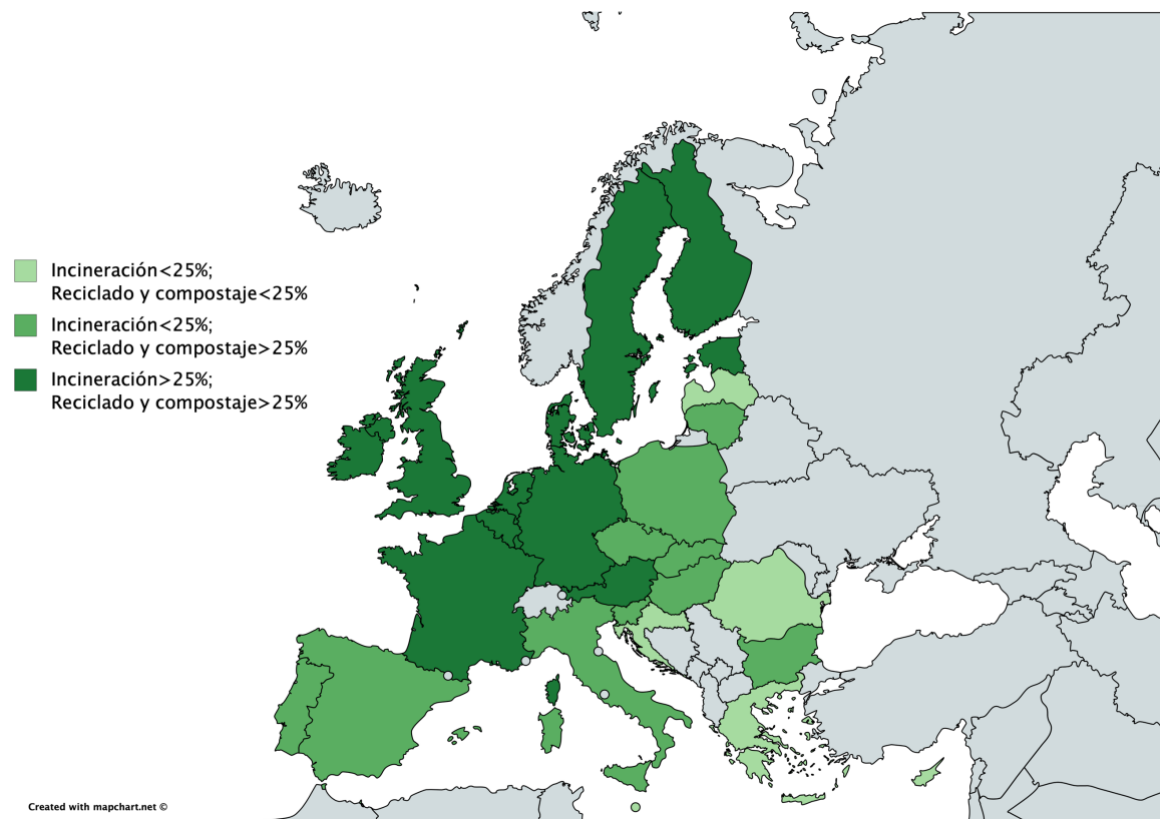 Incineración<25%;
Reciclado y compostaje<25%
Incineración<25%;
Reciclado y compostaje>25%
Incineración>25%;
Reciclado y compostaje>25%
Created with mapchart.net ©